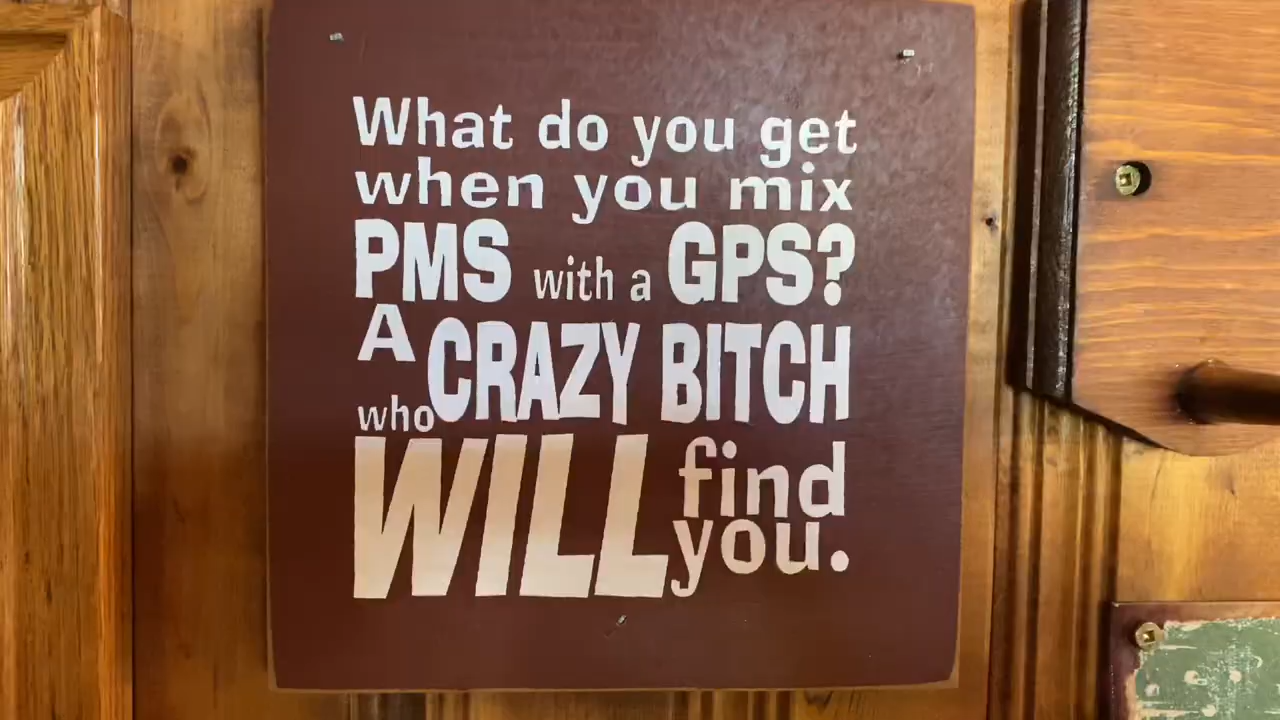 What do you get
when you mix
PMS with a GPS?
A CRAZY BITCH
who
WILL find
you.